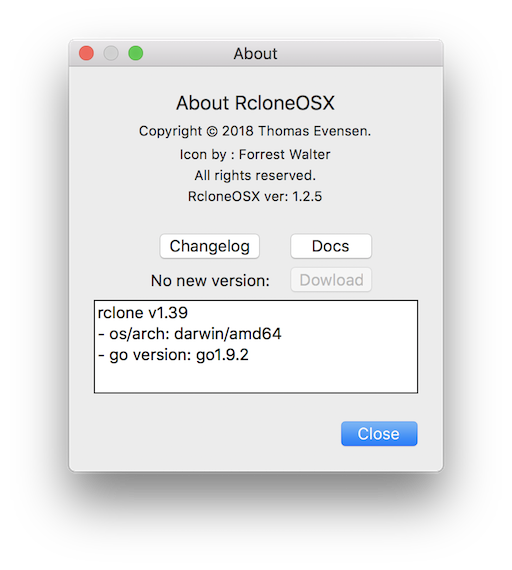 About
About RcloneOSX
Copyright © 2018 Thomas Evensen.
Icon by : Forrest Walter
All rights reserved.
RcloneOSX ver: 1.2.5
Changelog Docs
No new version: Dowload
rclone v1.39
- os/arch: darwin/amd64
- go version: go1.9.2
Close